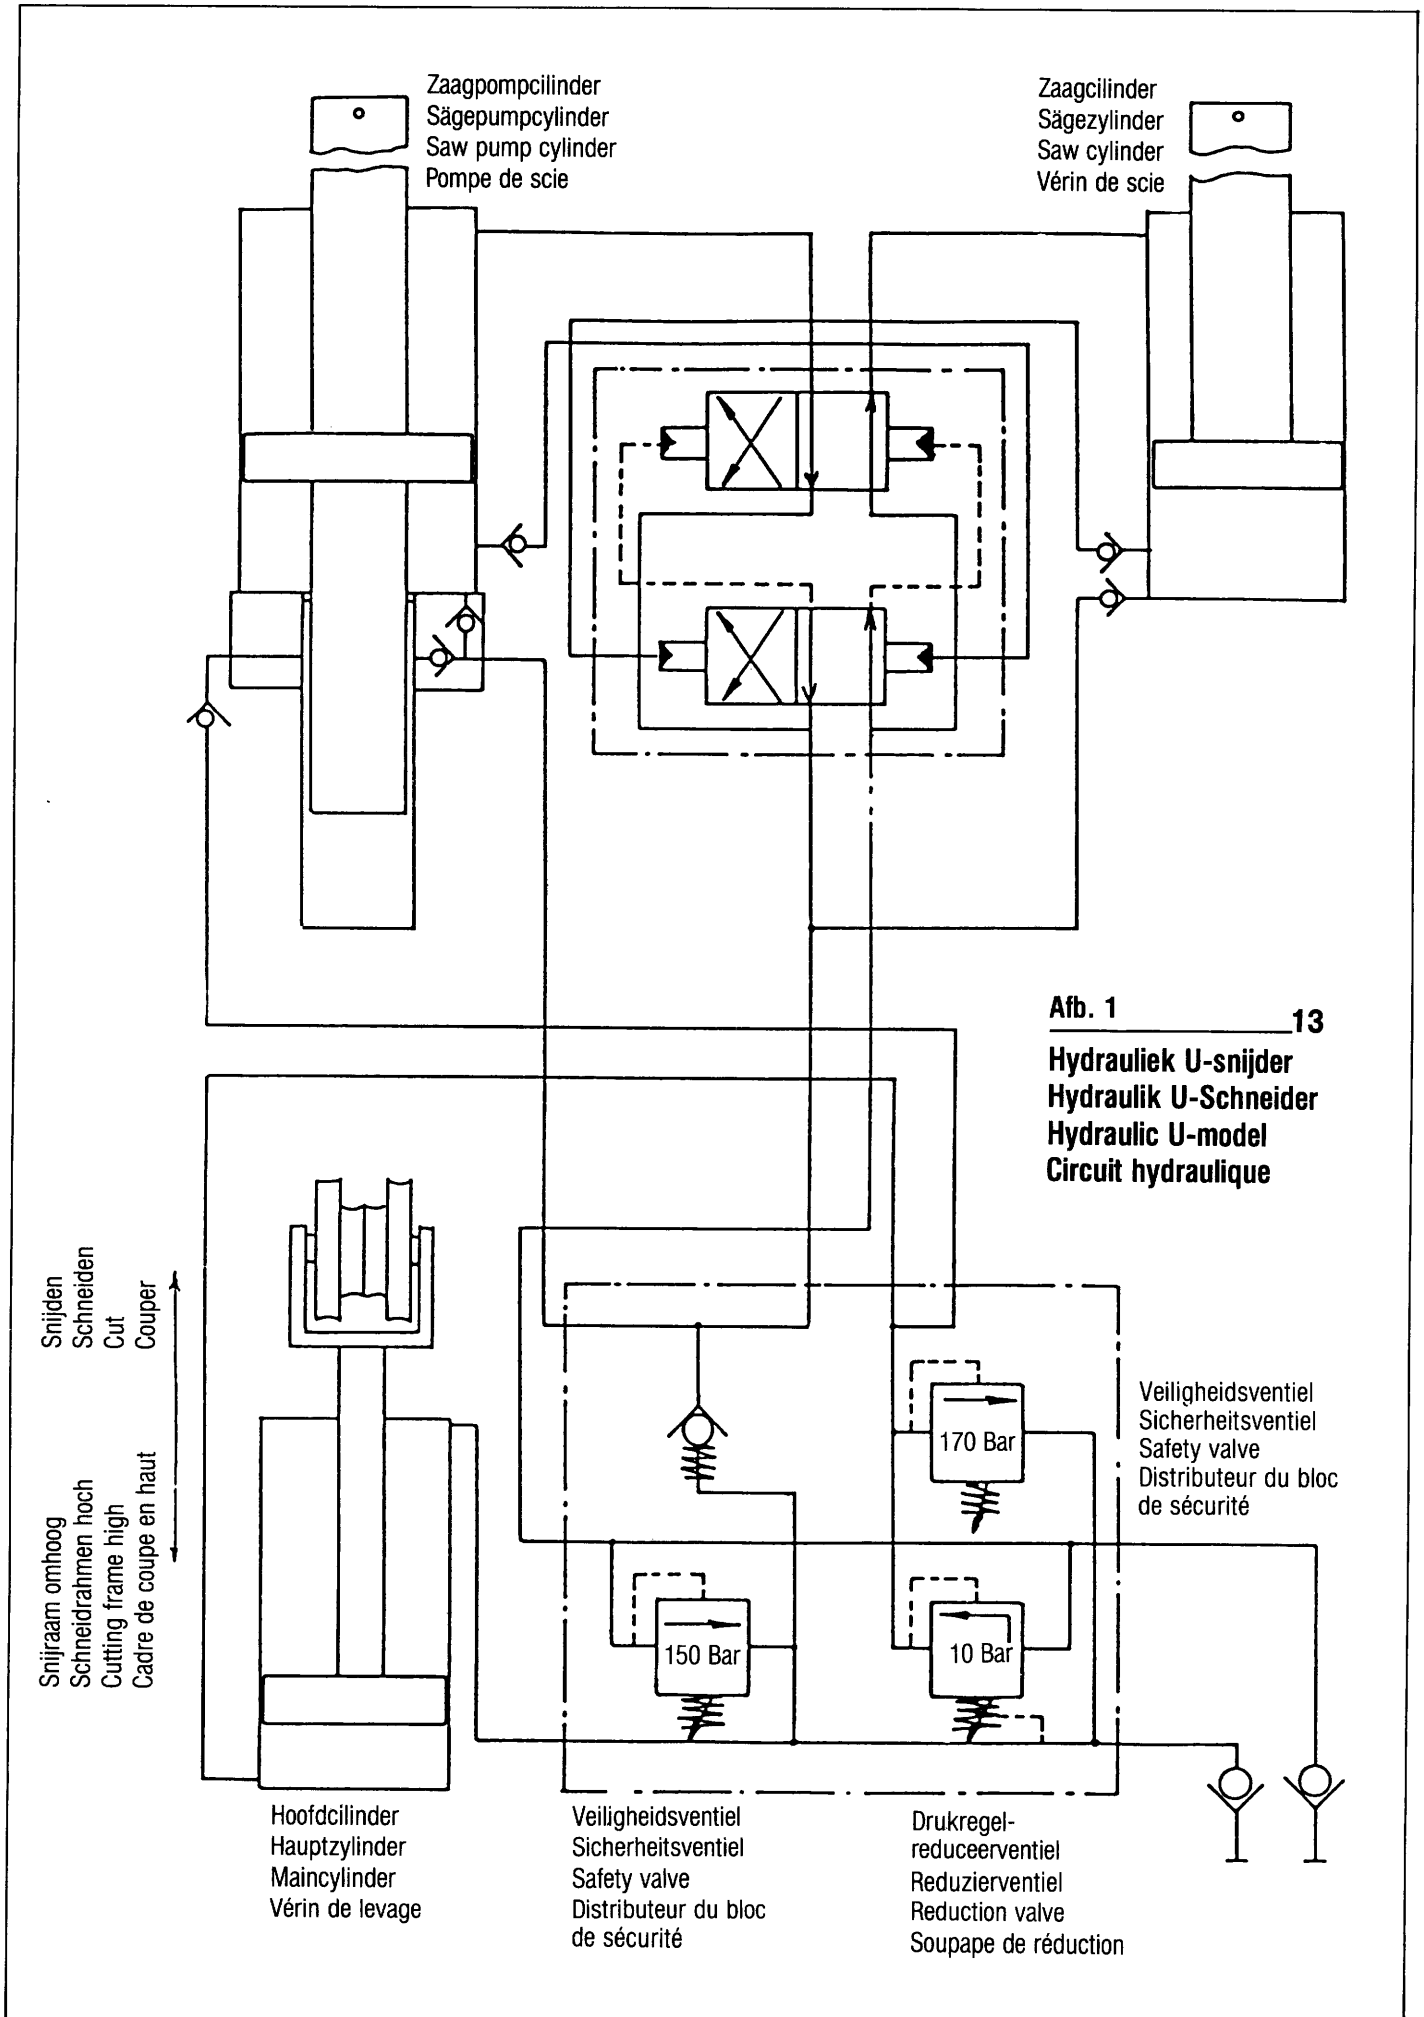 Zaagpompcilinder
Sägepumpcylinder
Saw pump cylinder
Pompe de scie
Zaagcilinder
Sägezylinder
Saw cylinder
Vérin de scie
Afb. 1 13
Hydrauliek U-snijder
Hydraulik U-Schneider
Hydraulic U-model
Circuit hydraulique
Snijden
Schneiden
Cut
Couper
Snijraam omhoog
Schneidrahmen hoch
Cutting frame high
Cadre de coupe en haut
170 Bar
Veiligheidsventiel
Sicherheitsventiel
Safety valve
Distributeur du bloc
de sécurité
150 Bar
10 Bar
Hoofdcilinder
Hauptzylinder
Maincylinder
Vérin de levage
Veiligheidsventiel
Sicherheitsventiel
Safety valve
Distributeur du bloc
de sécurité
Drukregel-
reduceerventiel
Reduzierventiel
Reduction valve
Soupape de réduction